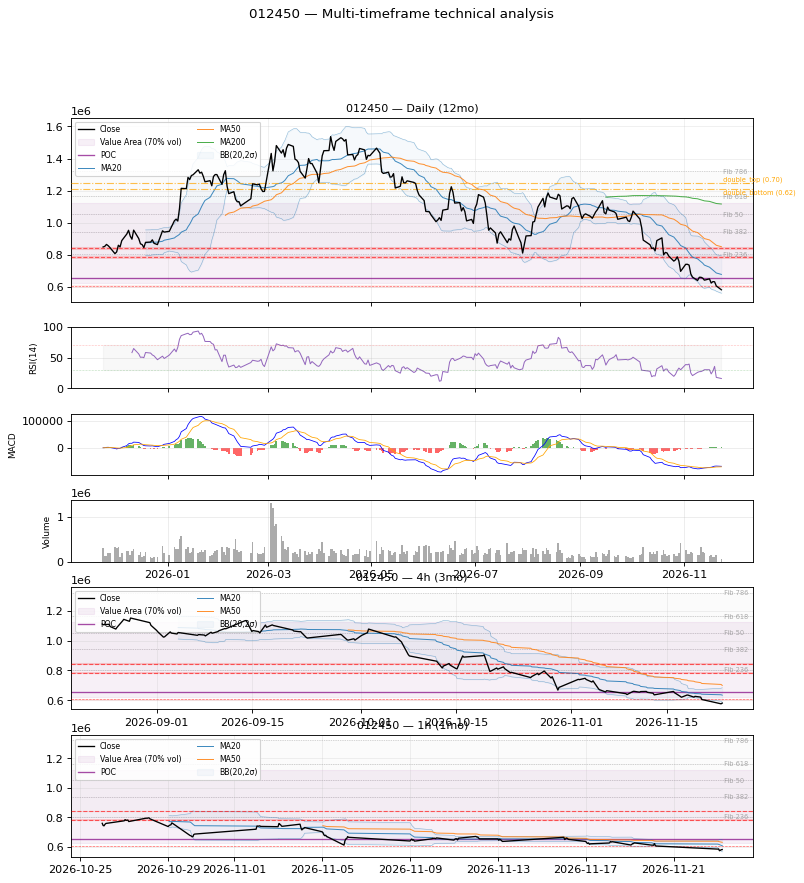 012450 — Multi-timeframe technical analysis
012450 — Daily (12mo)
1e6
Close
Value Area (70% vol)
POC
MA20
MA50
MA200
BB(20,2σ)
1.6
1.4
1.2
1.0
0.8
0.6
Fib 786
double_top (0.70)
double_bottom (0.62)
Fib 618
Fib 50
Fib 382
Fib 236
RSI(14)
100
50
0
MACD
100000
0
1e6
Volume
1
0
2026-01
2026-03
2026-05
2026-07
2026-09
2026-11
012450 — 4h (3mo)
1e6
Close
Value Area (70% vol)
POC
MA20
MA50
BB(20,2σ)
1.2
1.0
0.8
0.6
Fib 786
Fib 618
Fib 50
Fib 382
Fib 236
2026-09-01
2026-09-15
2026-10-01
2026-10-15
2026-11-01
2026-11-15
012450 — 1h (1mo)
1e6
Close
Value Area (70% vol)
POC
MA20
MA50
BB(20,2σ)
1.2
1.0
0.8
0.6
Fib 786
Fib 618
Fib 50
Fib 382
Fib 236
2026-10-25
2026-10-29
2026-11-01
2026-11-05
2026-11-09
2026-11-13
2026-11-17
2026-11-21